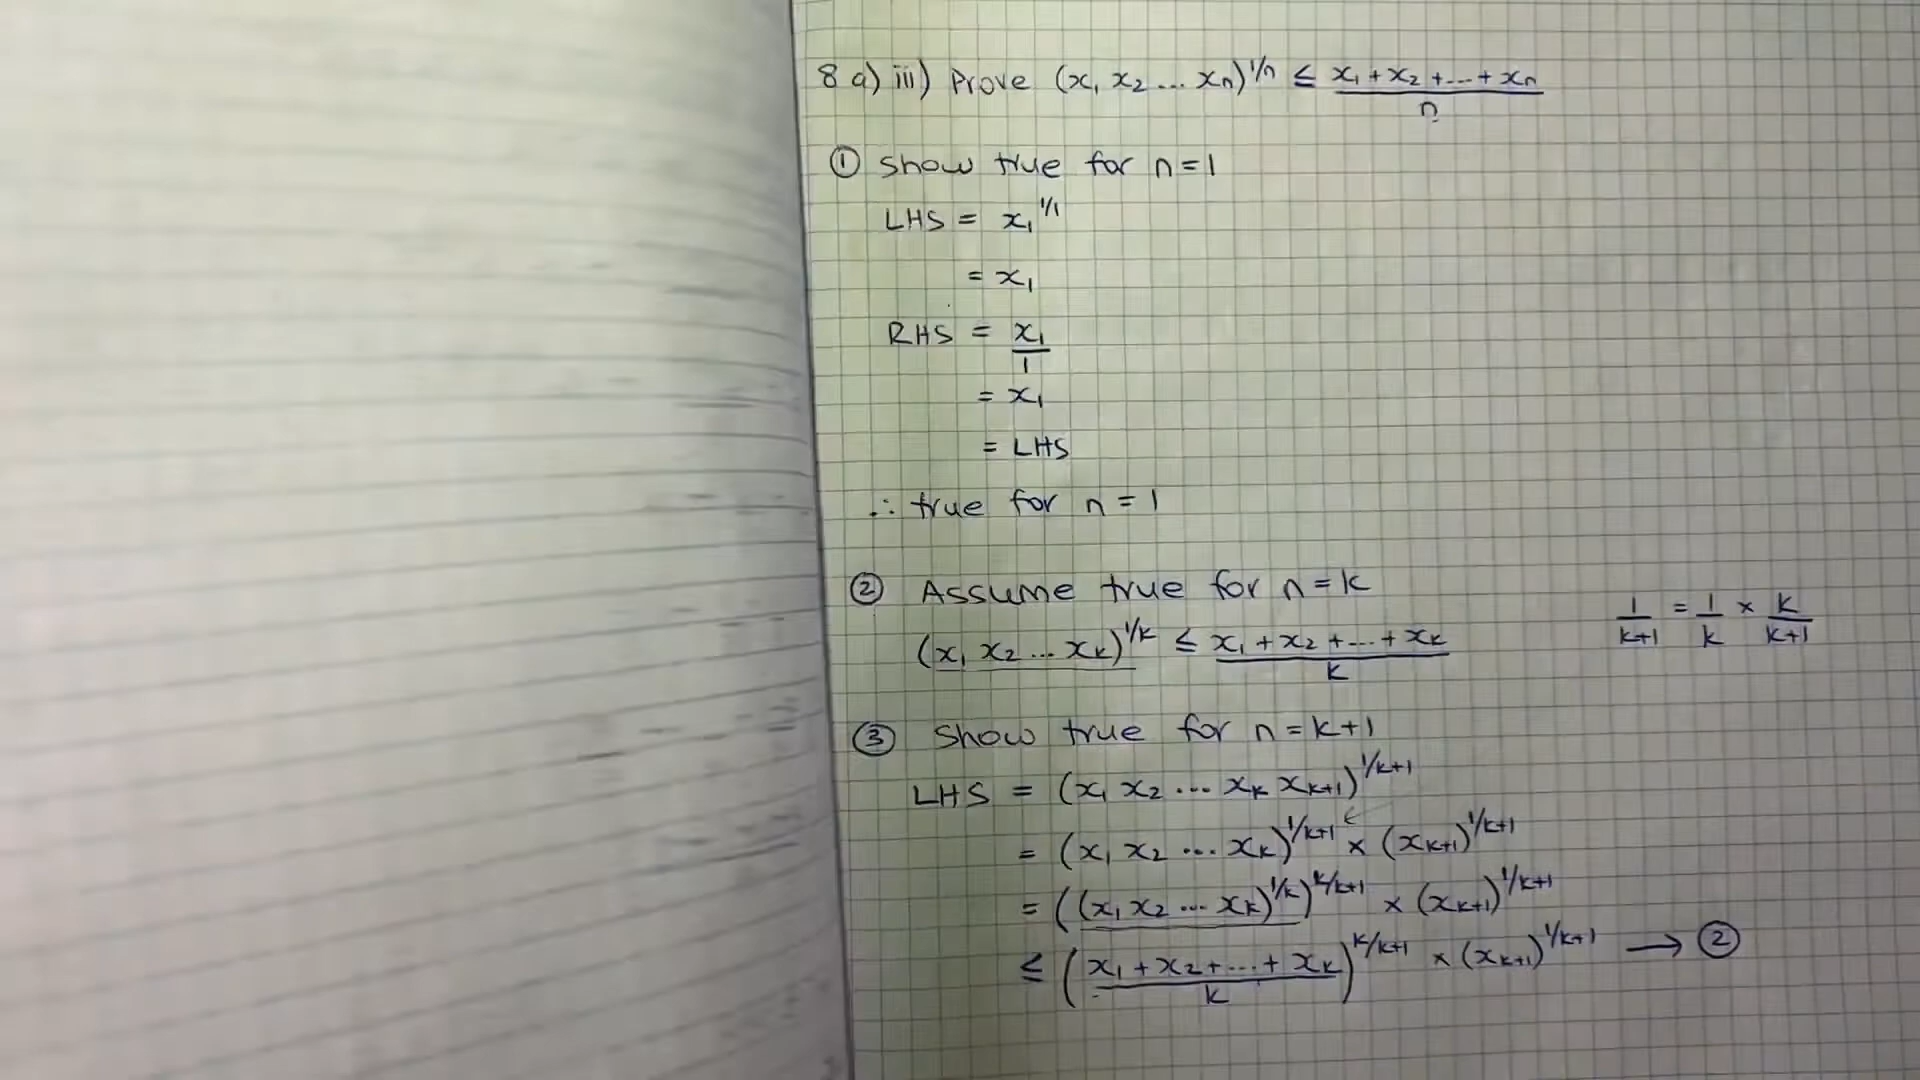 8 a) iii) Prove (x₁ x₂ ... xₙ)^1/n ≤ (x₁ + x₂ + ... + xₙ)/n
① Show true for n = 1
LHS = x₁^1/1
= x₁
RHS = x₁/1
= x₁
= LHS
∴ true for n = 1
② Assume true for n = k
(x₁ x₂ ... xₖ)^1/k ≤ (x₁ + x₂ + ... + xₖ)/k
1/(k+1) = 1/k × k/(k+1)
③ Show true for n = k+1
LHS = (x₁ x₂ ... xₖ xₖ₊₁)^1/k+1
= (x₁ x₂ ... xₖ)^1/k+1 × (xₖ₊₁)^1/k+1
= ((x₁ x₂ ... xₖ)^1/k)^k/k+1 × (xₖ₊₁)^1/k+1
≤ ((x₁ + x₂ + ... + xₖ)/k)^k/k+1 × (xₖ₊₁)^1/k+1 → ②